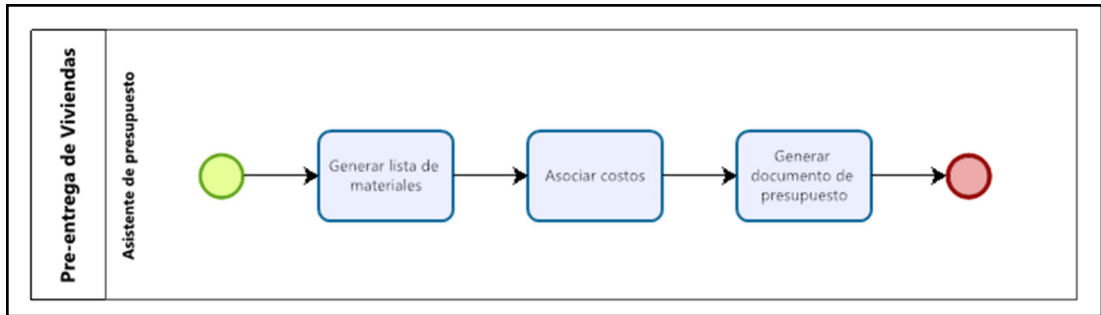 Pre-entrega de Viviendas
Asistente de presupuesto
Generar lista de
materiales
Asociar costos
Generar
documento de
presupuesto